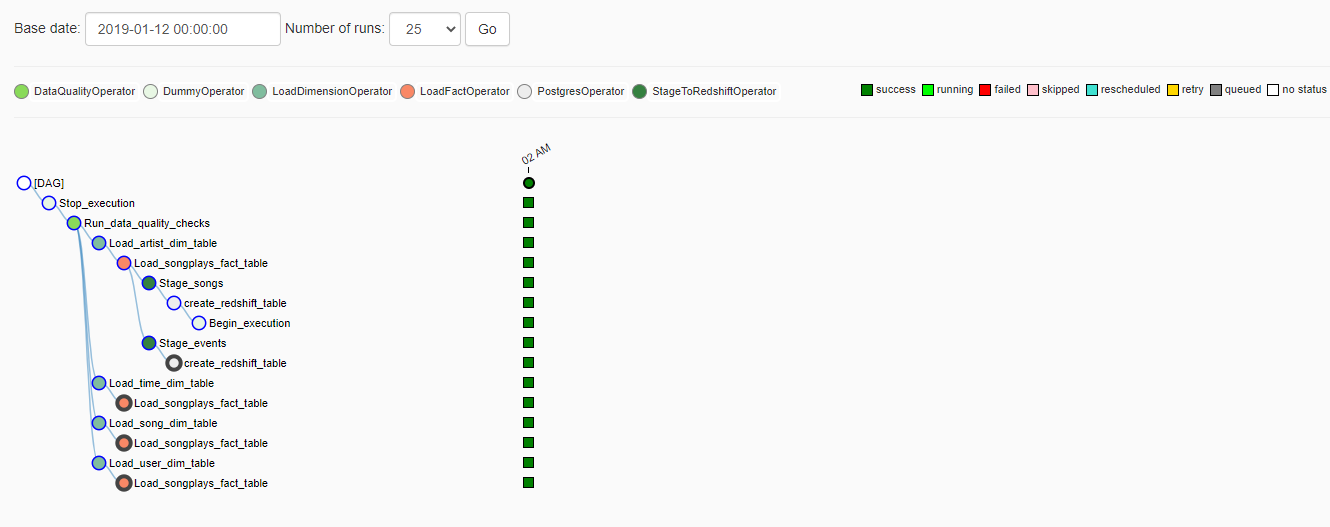 Base date: 2019-01-12 00:00:00 Number of runs: 25 Go
DataQualityOperator DummyOperator LoadDimensionOperator LoadFactOperator PostgresOperator StageToRedshiftOperator success running failed skipped rescheduled retry queued no status
02 AM
[DAG]
Stop_execution
Run_data_quality_checks
Load_artist_dim_table
Load_songplays_fact_table
Stage_songs
create_redshift_table
Begin_execution
Stage_events
create_redshift_table
Load_time_dim_table
Load_songplays_fact_table
Load_song_dim_table
Load_songplays_fact_table
Load_user_dim_table
Load_songplays_fact_table